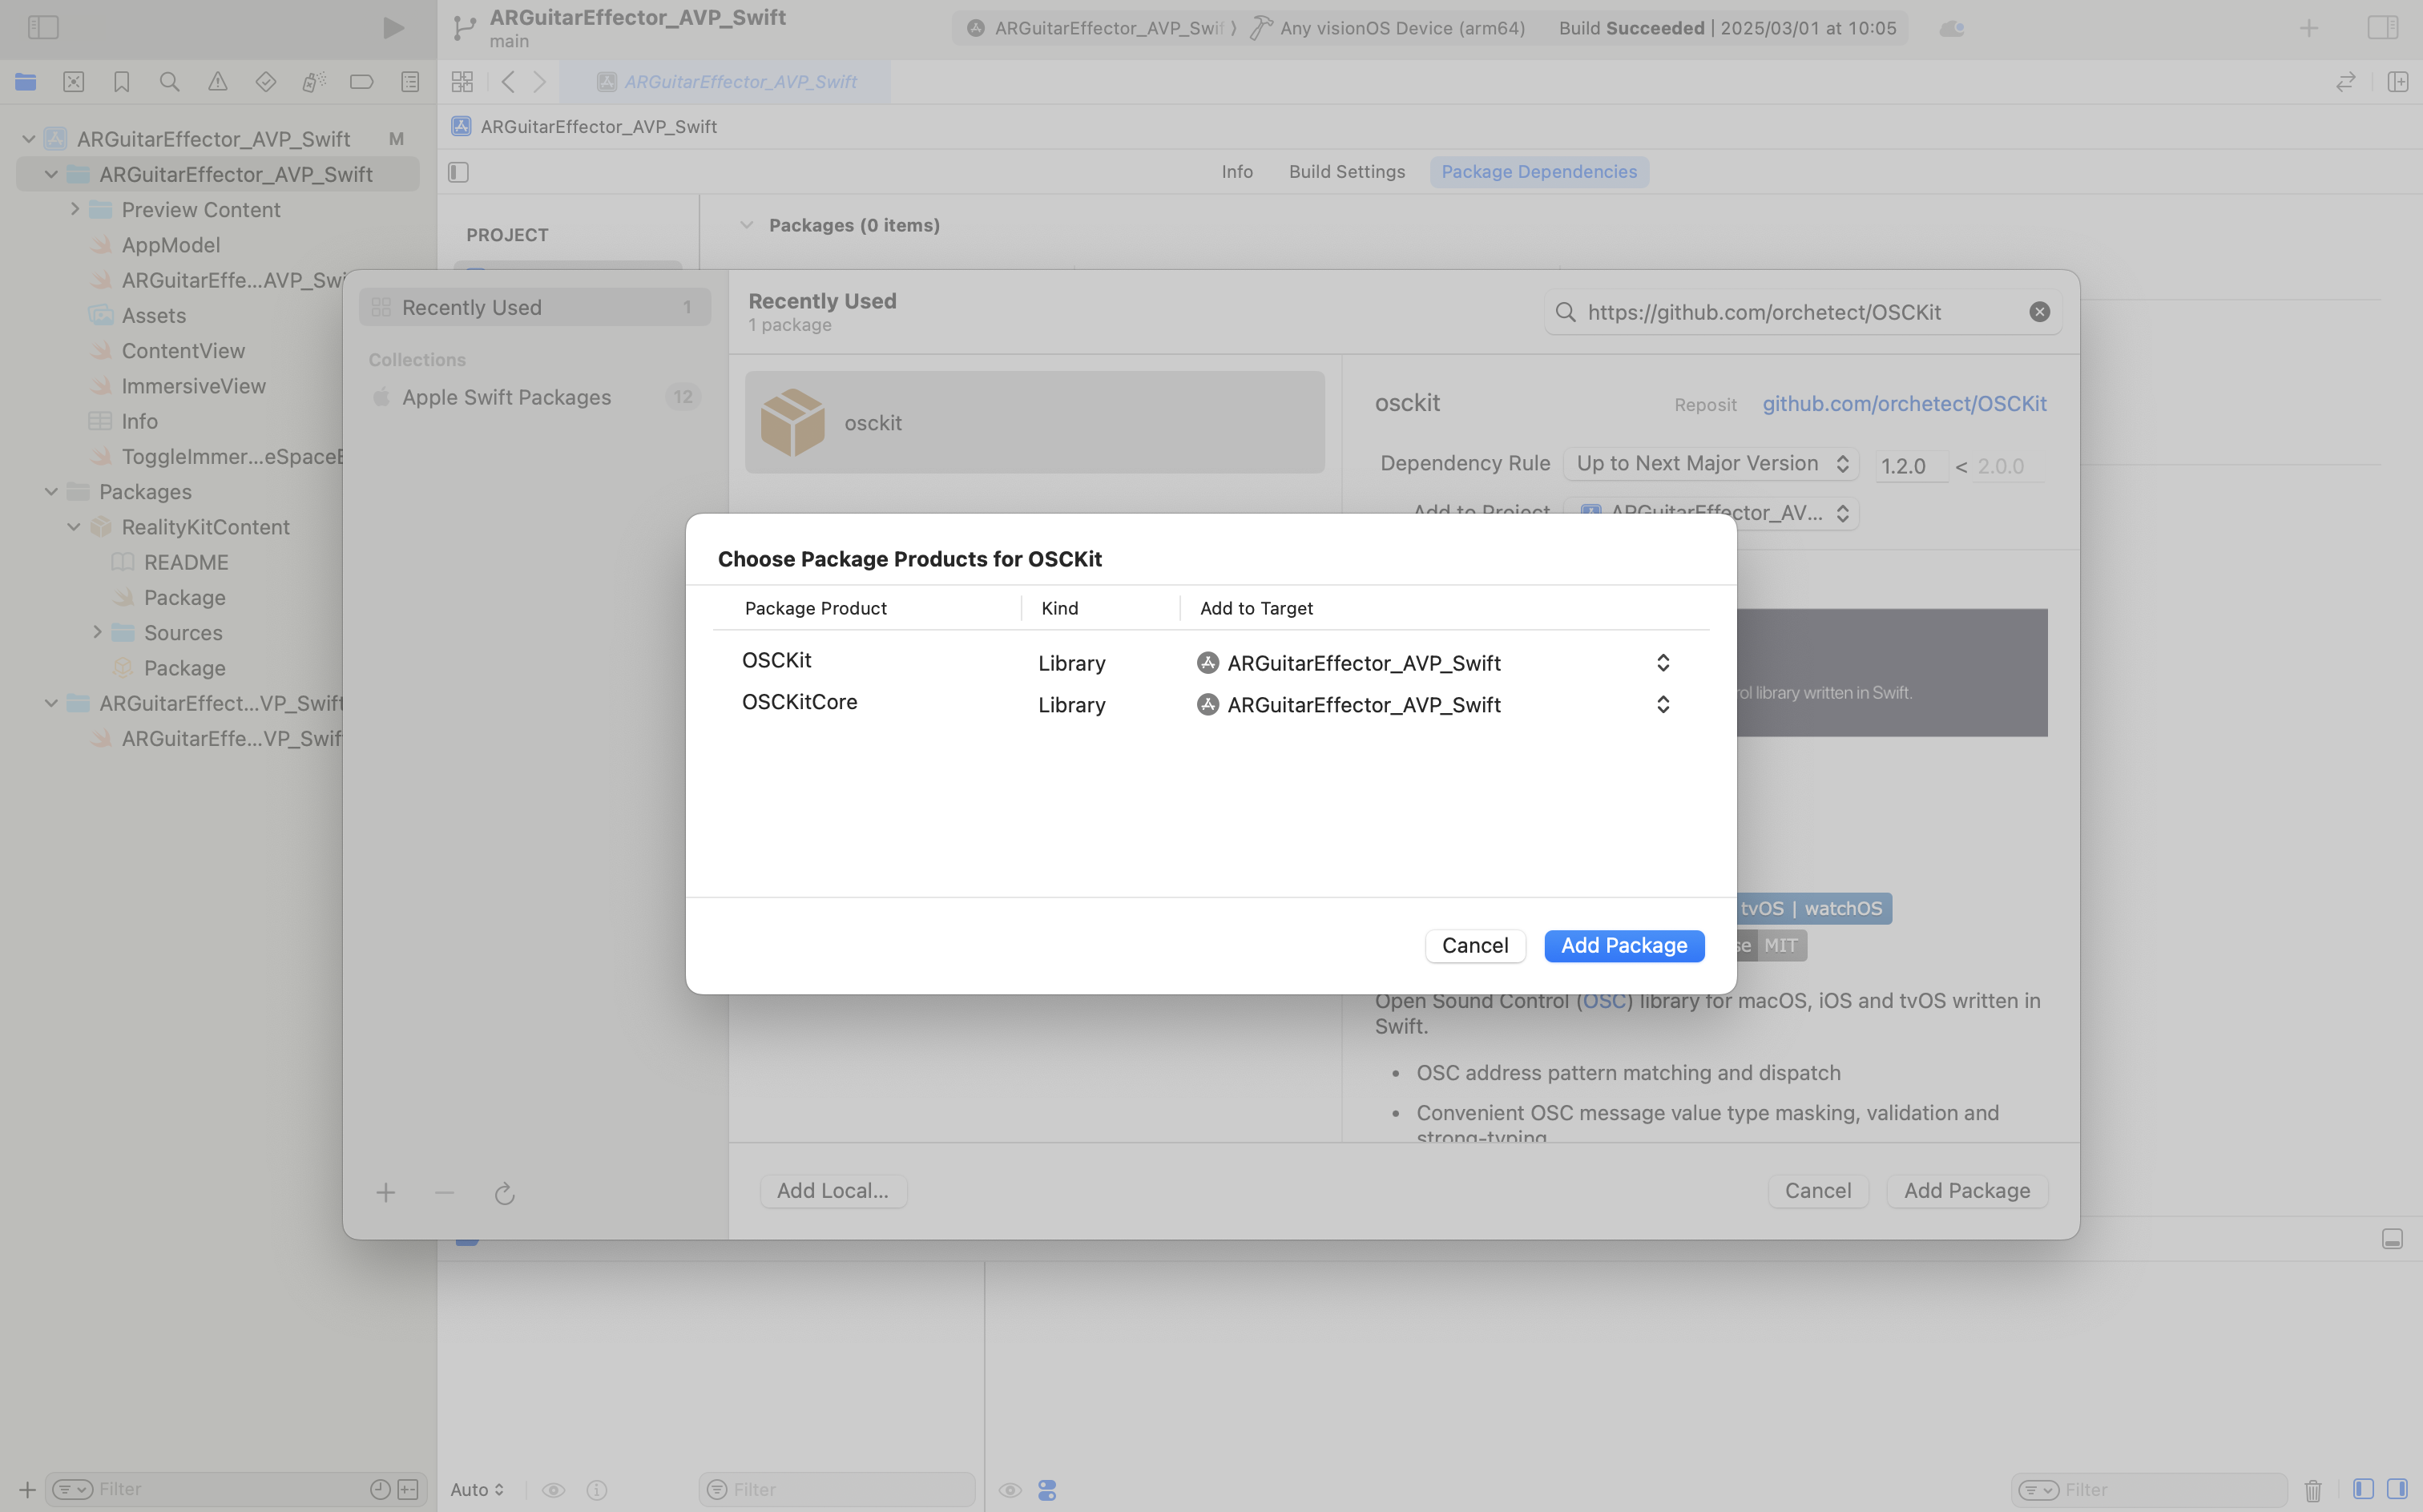 ARGuitarEffector_AVP_Swift
main
ARGuitarEffector_AVP_Swif
Any visionOS Device (arm64)
Build Succeeded | 2025/03/01 at 10:05
ARGuitarEffector_AVP_Swift
ARGuitarEffector_AVP_Swift
Info
Build Settings
Package Dependencies
PROJECT
Packages (0 items)
ARGuitarEffector_AVP_Swift
M
ARGuitarEffector_AVP_Swift
Preview Content
AppModel
ARGuitarEffe...AVP_Swi
Assets
ContentView
ImmersiveView
Info
ToggleImmer...eSpaceB
Packages
RealityKitContent
README
Package
Sources
Package
ARGuitarEffect...VP_Swift
ARGuitarEffe...VP_Swif
Recently Used
1
Collections
Apple Swift Packages
12
Recently Used
1 package
https://github.com/orchetect/OSCKit
osckit
osckit
Reposit
github.com/orchetect/OSCKit
Dependency Rule
Up to Next Major Version
1.2.0 < 2.0.0
Add to Project
ARGuitarEffector_AV...
Choose Package Products for OSCKit
Package Product
Kind
Add to Target
OSCKit
Library
ARGuitarEffector_AVP_Swift
OSCKitCore
Library
ARGuitarEffector_AVP_Swift
Cancel
Add Package
rol library written in Swift.
tvOS | watchOS
se MIT
Open Sound Control (OSC) library for macOS, iOS and tvOS written in
Swift.
• OSC address pattern matching and dispatch
• Convenient OSC message value type masking, validation and
strong-typing
Add Local...
Cancel
Add Package
Filter
Auto
Filter
Filter